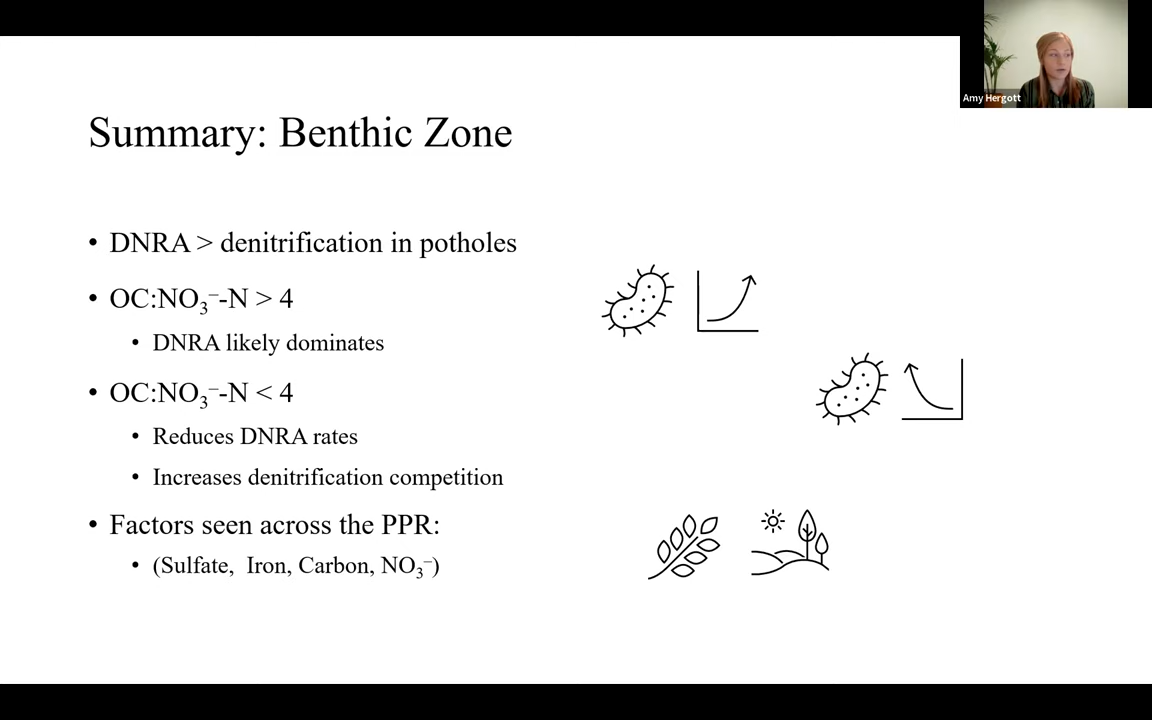 Amy Hergott
Summary: Benthic Zone
• DNRA > denitrification in potholes
• OC:NO₃⁻-N > 4
• DNRA likely dominates
• OC:NO₃⁻-N < 4
• Reduces DNRA rates
• Increases denitrification competition
• Factors seen across the PPR:
• (Sulfate, Iron, Carbon, NO₃⁻)